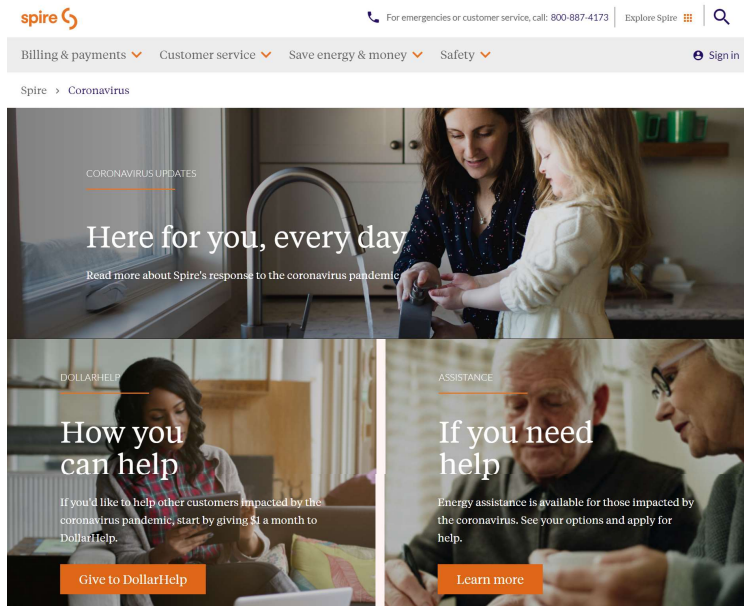 spire
For emergencies or customer service, call: 800-887-4173
Explore Spire
Billing & payments
Customer service
Save energy & money
Safety
Sign in
Spire > Coronavirus
CORONAVIRUS UPDATES
Here for you, every day
Read more about Spire's response to the coronavirus pandemic
DOLLARHELP
How you
can help
If you'd like to help other customers impacted by the
coronavirus pandemic, start by giving $1 a month to
DollarHelp.
Give to DollarHelp
ASSISTANCE
If you need
help
Energy assistance is available for those impacted by
the coronavirus. See your options and apply for
help.
Learn more